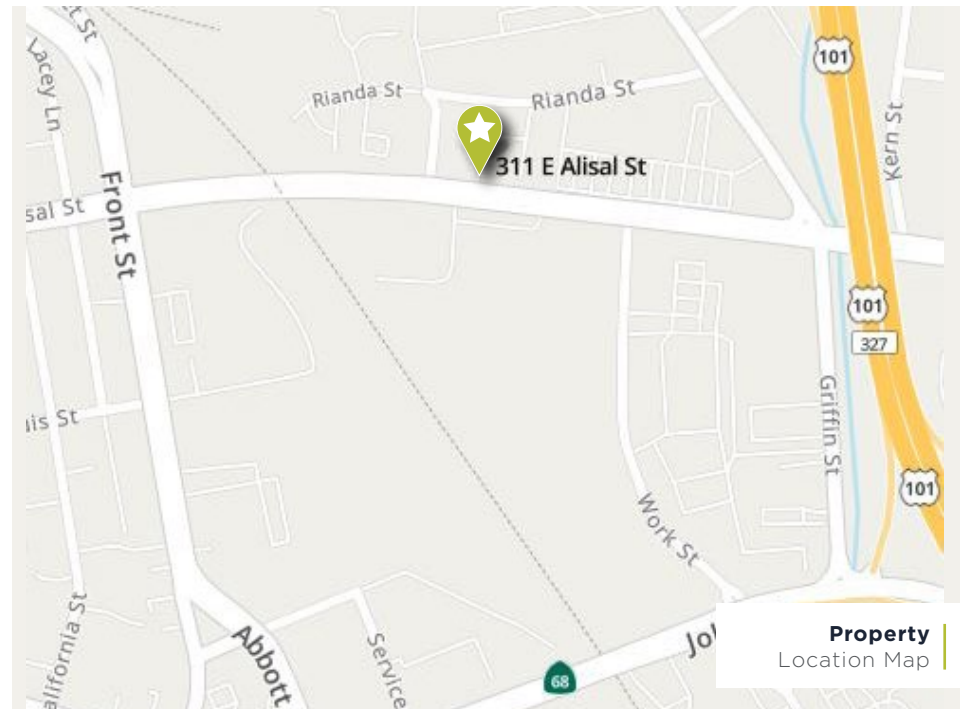 St
Lacey Ln
Rianda St
Rianda St
101
Kern St
311 E Alisal St
sal St
Front St
101
327
Griffin St
is St
101
Work St
alifornia St
Abbott
Service
68
Jo
Property
Location Map